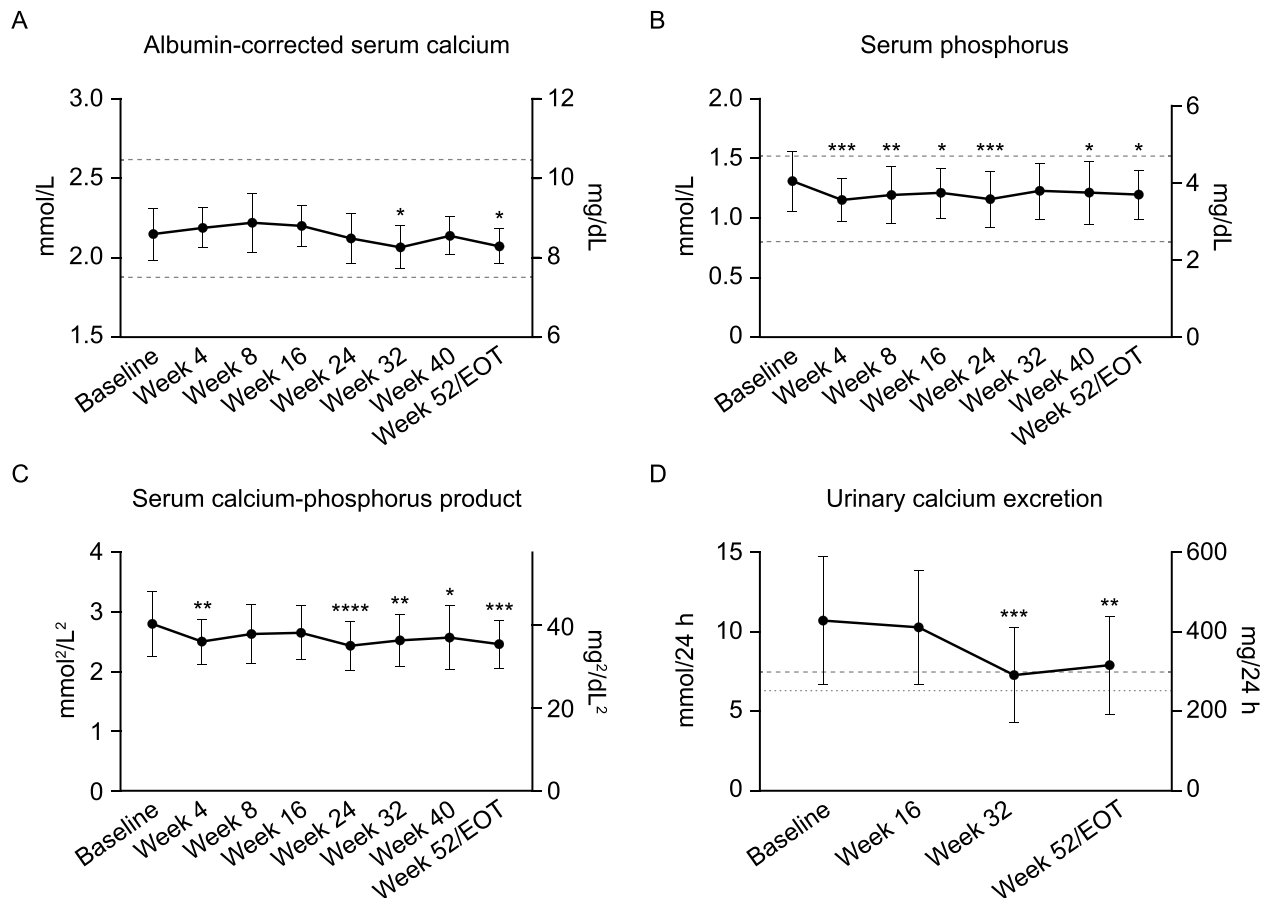 A
Albumin-corrected serum calcium
mmol/L
3.0
2.5
2.0
1.5
12
10
8
6
mg/dL
*
*
Baseline
Week 4
Week 8
Week 16
Week 24
Week 32
Week 40
Week 52/EOT
B
Serum phosphorus
mmol/L
2.0
1.5
1.0
0.5
0
6
4
2
0
mg/dL
***
**
*
***
*
*
Baseline
Week 4
Week 8
Week 16
Week 24
Week 32
Week 40
Week 52/EOT
C
Serum calcium-phosphorus product
mmol²/L²
4
3
2
1
0
40
20
0
mg²/dL²
**
****
**
*
***
Baseline
Week 4
Week 8
Week 16
Week 24
Week 32
Week 40
Week 52/EOT
D
Urinary calcium excretion
mmol/24 h
15
10
5
0
600
400
200
0
mg/24 h
***
**
Baseline
Week 16
Week 32
Week 52/EOT